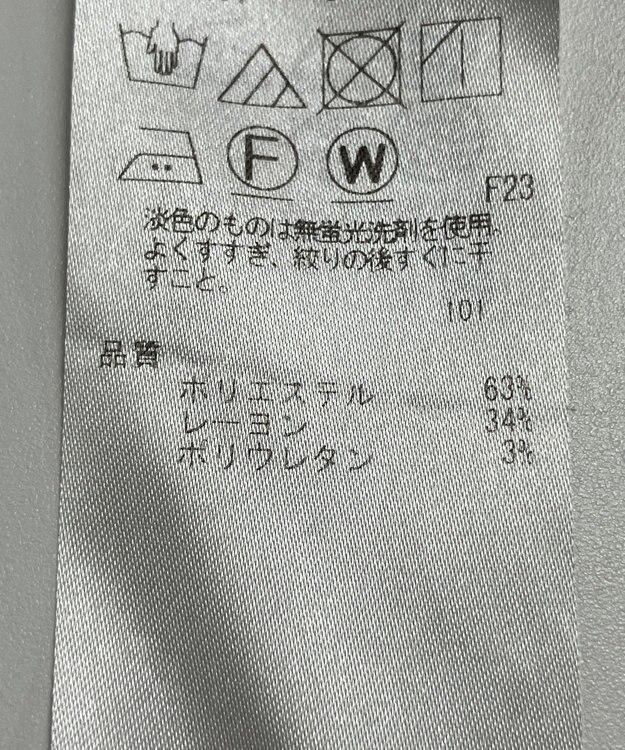 F
W
F23
淡色のものは無蛍光洗剤を使用、
よくすすぎ、絞りの後すぐに干
すこと。
101
品質
ポリエステル 63%
レーヨン 34%
ポリウレタン 3%